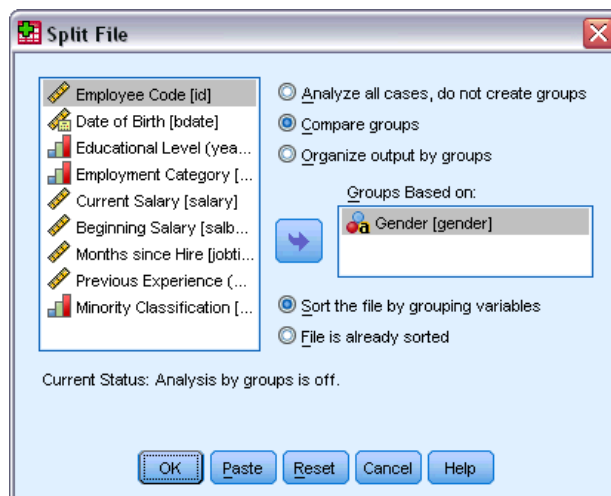 Split File
Employee Code [id]
Date of Birth [bdate]
Educational Level (yea...
Employment Category [...
Current Salary [salary]
Beginning Salary [salb...
Months since Hire [jobti...
Previous Experience (...
Minority Classification [...
Analyze all cases, do not create groups
Compare groups
Organize output by groups
Groups Based on:
a Gender [gender]
Sort the file by grouping variables
File is already sorted
Current Status: Analysis by groups is off.
OK Paste Reset Cancel Help